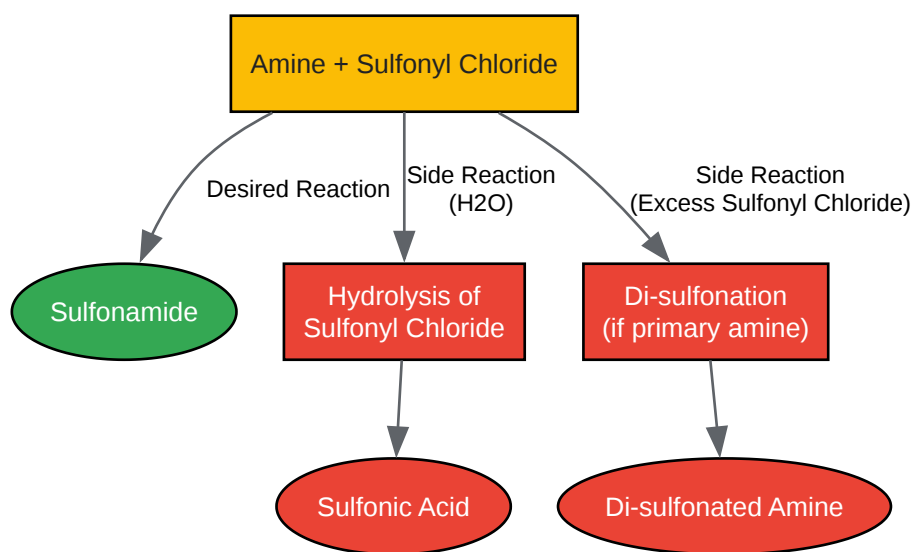 Amine + Sulfonyl Chloride
Desired Reaction
Side Reaction
(H2O)
Side Reaction
(Excess Sulfonyl Chloride)
Sulfonamide
Hydrolysis of
Sulfonyl Chloride
Di-sulfonation
(if primary amine)
Sulfonic Acid
Di-sulfonated Amine